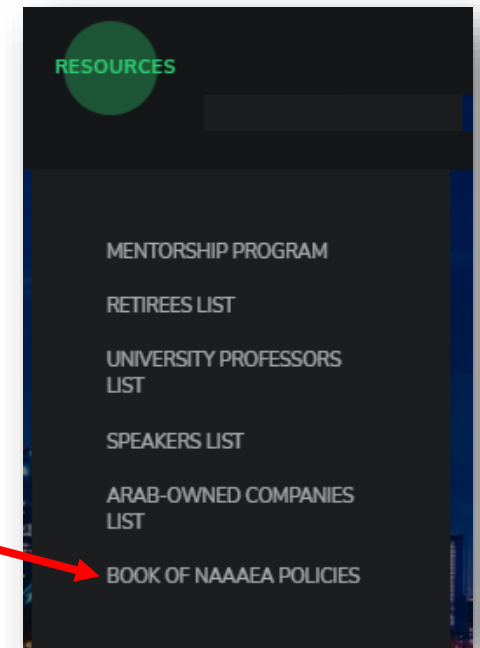 RESOURCES
MENTORSHIP PROGRAM
RETIREES LIST
UNIVERSITY PROFESSORS
LIST
SPEAKERS LIST
ARAB-OWNED COMPANIES
LIST
BOOK OF NAAAEA POLICIES